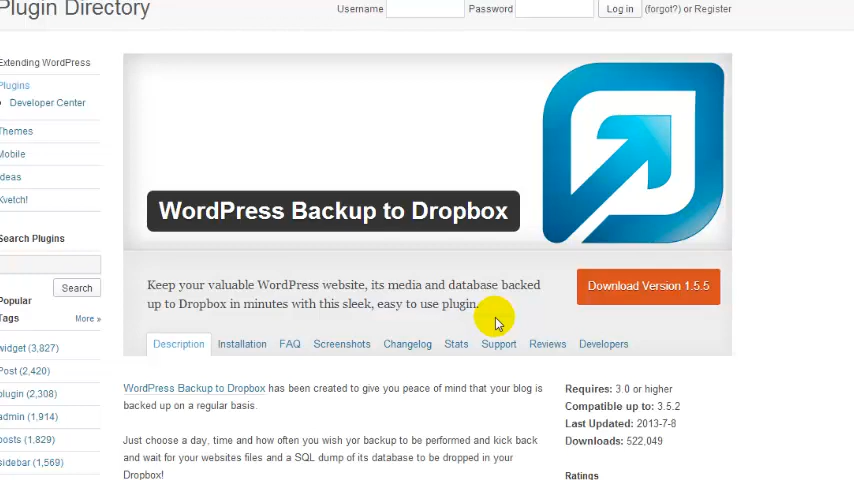 Plugin Directory
Username
Password
Log in
(forgot?) or Register
Extending WordPress
Plugins
Developer Center
Themes
Mobile
Ideas
Kvetch!
Search Plugins
Search
Popular
Tags
More »
widget (3,827)
Post (2,420)
plugin (2,308)
admin (1,914)
posts (1,829)
sidebar (1,569)
WordPress Backup to Dropbox
Keep your valuable WordPress website, its media and database backed
up to Dropbox in minutes with this sleek, easy to use plugin.
Download Version 1.5.5
Description Installation FAQ Screenshots Changelog Stats Support Reviews Developers
WordPress Backup to Dropbox has been created to give you peace of mind that your blog is
backed up on a regular basis.
Just choose a day, time and how often you wish yor backup to be performed and kick back
and wait for your websites files and a SQL dump of its database to be dropped in your
Dropbox!
Requires: 3.0 or higher
Compatible up to: 3.5.2
Last Updated: 2013-7-8
Downloads: 522,049
Ratings